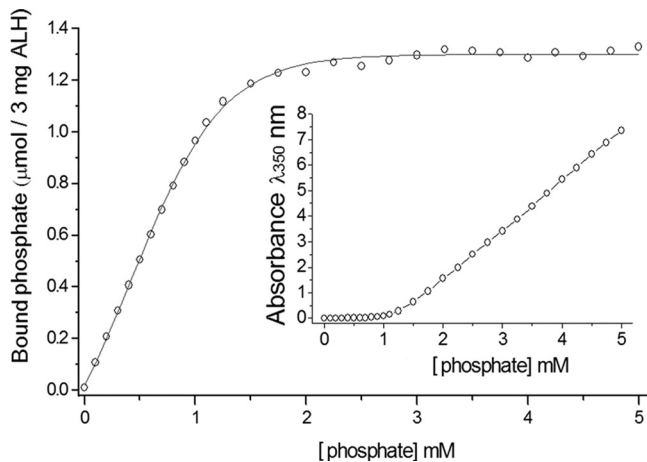 Bound phosphate (μmol / 3 mg ALH)
1.4
1.2
1.0
0.8
0.6
0.4
0.2
0.0
0 1 2 3 4 5
[phosphate] mM
Absorbance λ350 nm
8
7
6
5
4
3
2
1
0
0 1 2 3 4 5
[phosphate] mM